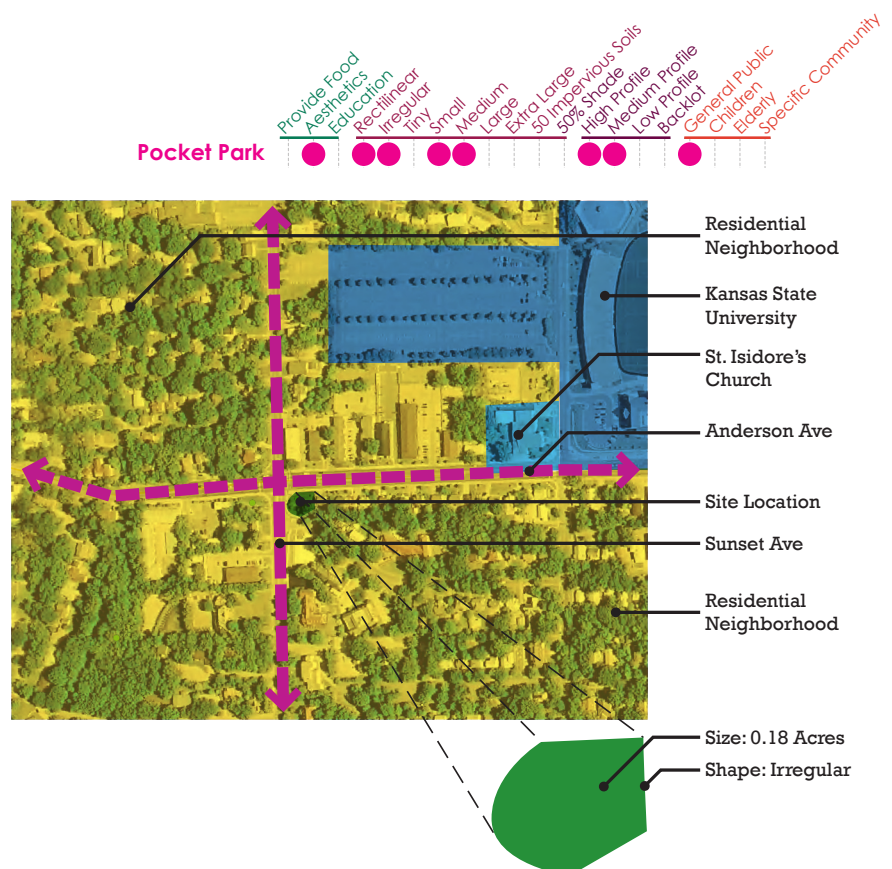 Provide Food
Aesthetics
Education
Rectilinear
Irregular
Tiny
Small
Medium
Large
Extra Large
50 Impervious Soils
50% Shade
High Profile
Medium Profile
Low Profile
Backlot
General Public
Children
Elderly
Specific Community
Pocket Park
Residential
Neighborhood
Kansas State
University
St. Isidore's
Church
Anderson Ave
Site Location
Sunset Ave
Residential
Neighborhood
Size: 0.18 Acres
Shape: Irregular